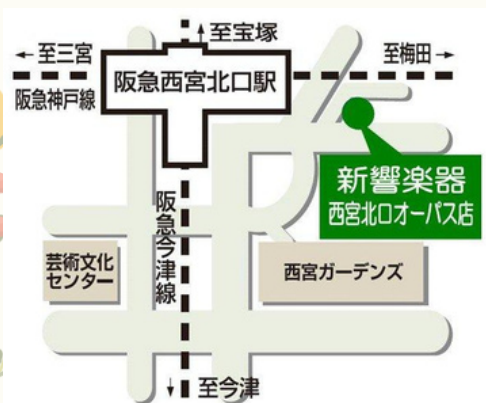 ↑至宝塚
←至三宮
至梅田→
阪急西宮北口駅
阪急神戸線
新響楽器
西宮北口オーパス店
阪急今津線
芸術文化
センター
西宮ガーデンズ
↓至今津